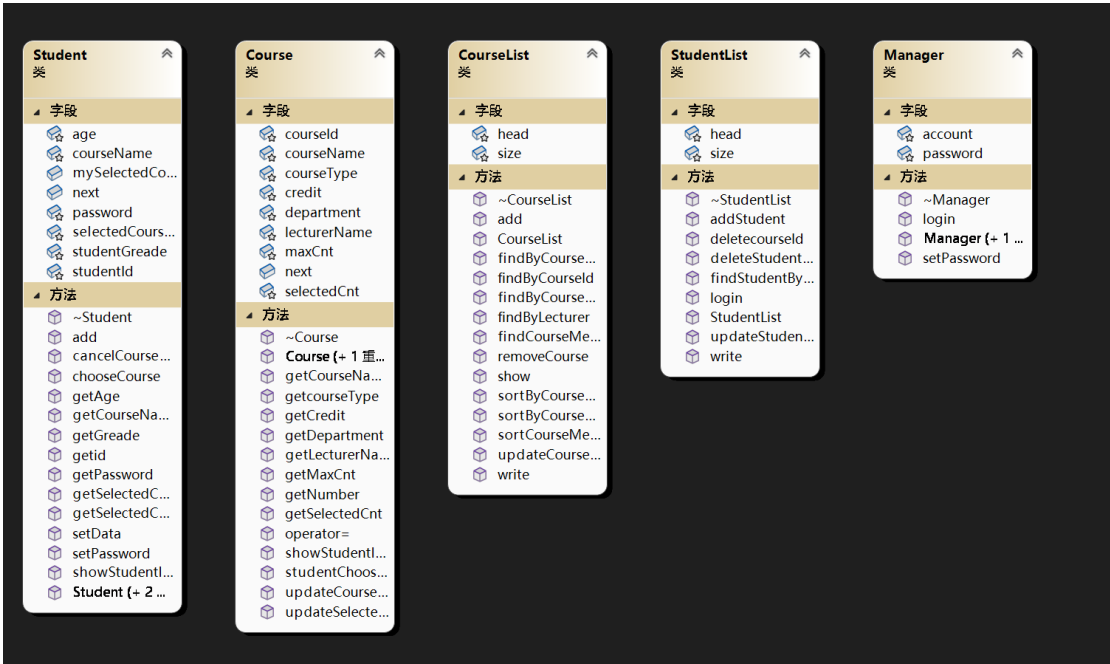 Student
类
字段
age
courseName
mySelectedCo...
next
password
selectedCours...
studentGreade
studentId
方法
~Student
add
cancelCourse...
chooseCourse
getAge
getCourseNa...
getGreade
getid
getPassword
getSelectedC...
getSelectedC...
setData
setPassword
showStudentI...
Student (+ 2 ...
Course
类
字段
courseId
courseName
courseType
credit
department
lecturerName
maxCnt
next
selectedCnt
方法
~Course
Course (+ 1 重...
getCourseNa...
getcourseType
getCredit
getDepartment
getLecturerNa...
getMaxCnt
getNumber
getSelectedCnt
operator=
showStudentI...
studentChoos...
updateCourse...
updateSelecte...
CourseList
类
字段
head
size
方法
~CourseList
add
CourseList
findByCourse...
findByCourseId
findByCourse...
findByLecturer
findCourseMe...
removeCourse
show
sortByCourse...
sortByCourse...
sortCourseMe...
updateCourse...
write
StudentList
类
字段
head
size
方法
~StudentList
addStudent
deletecourseId
deleteStudent...
findStudentBy...
login
StudentList
updateStuden...
write
Manager
类
字段
account
password
方法
~Manager
login
Manager (+ 1 ...
setPassword